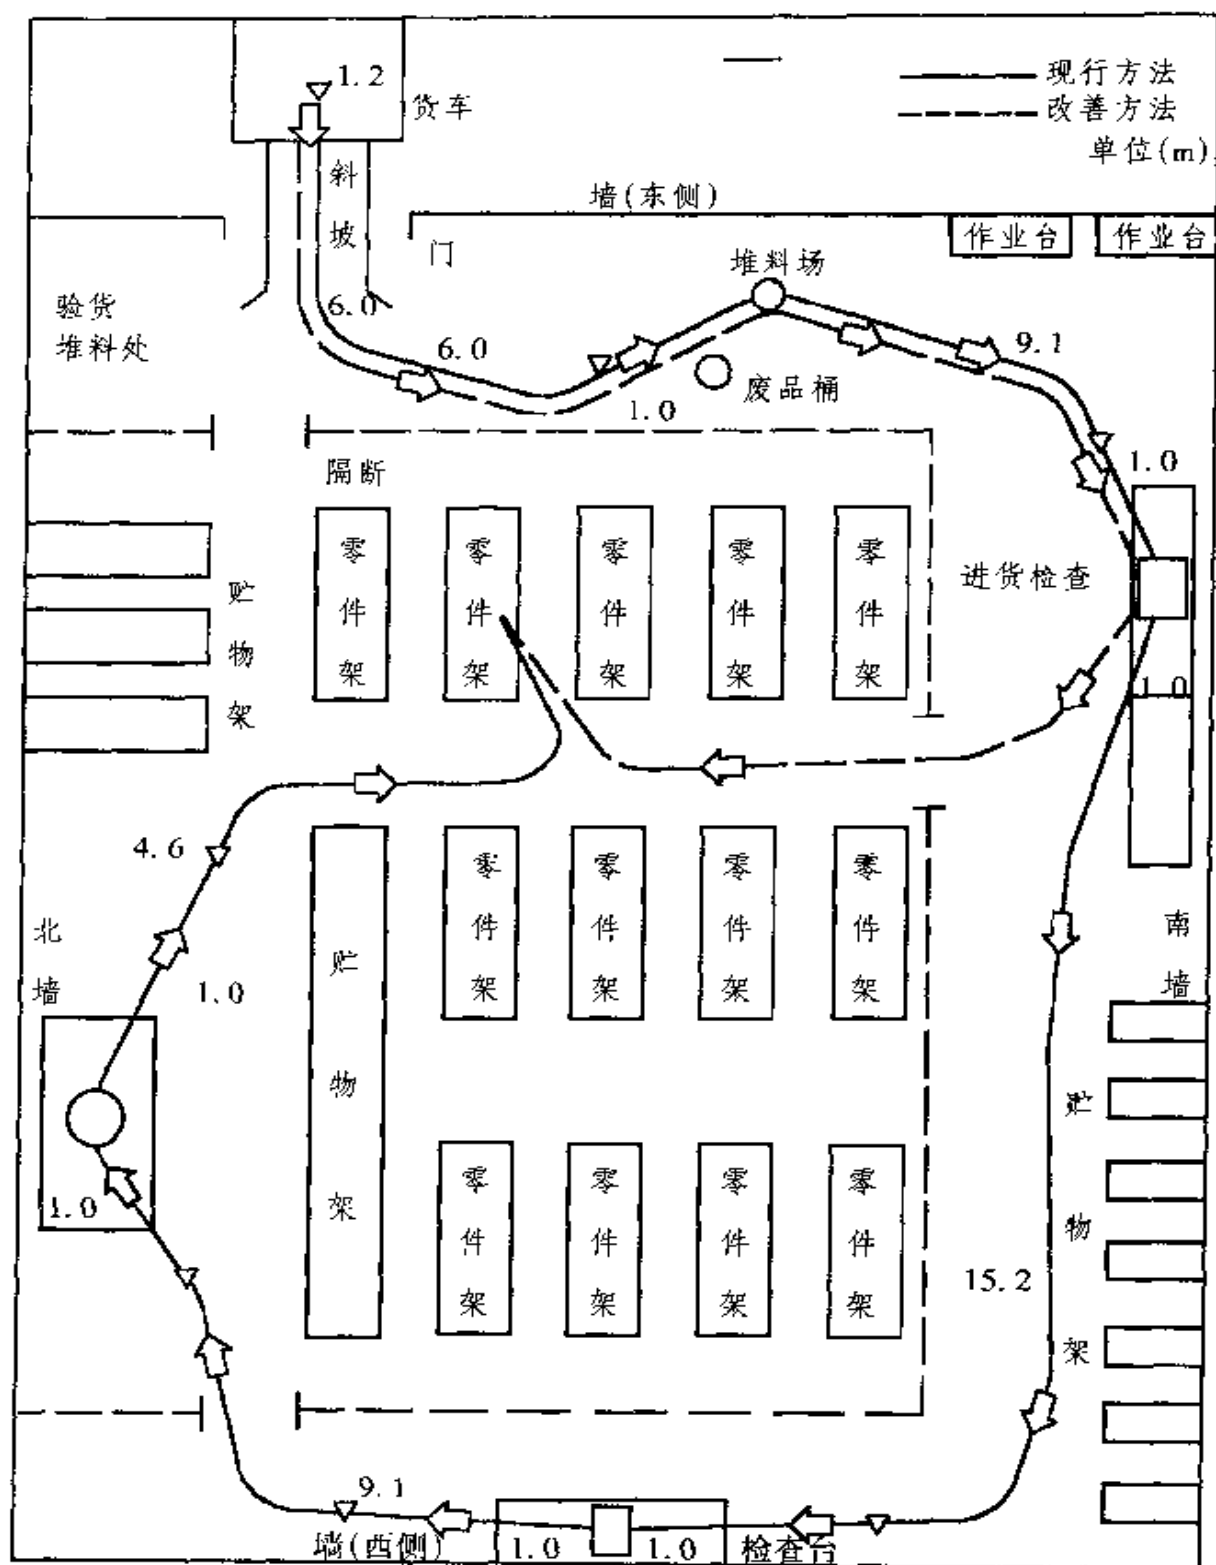 1.2
货车
现行方法
改善方法
单位(m)
斜坡
墙(东侧)
门
作业台
作业台
堆料场
验货
堆料处
6.0
6.0
9.1
废品桶
1.0
1.0
隔断
零件架
零件架
零件架
零件架
零件架
进货检查
贮物架
1.0
4.6
零件架
零件架
零件架
零件架
北墙
南墙
1.0
贮物架
贮物架
1.0
零件架
零件架
零件架
零件架
15.2
9.1
墙(西侧)
1.0
1.0
检查台